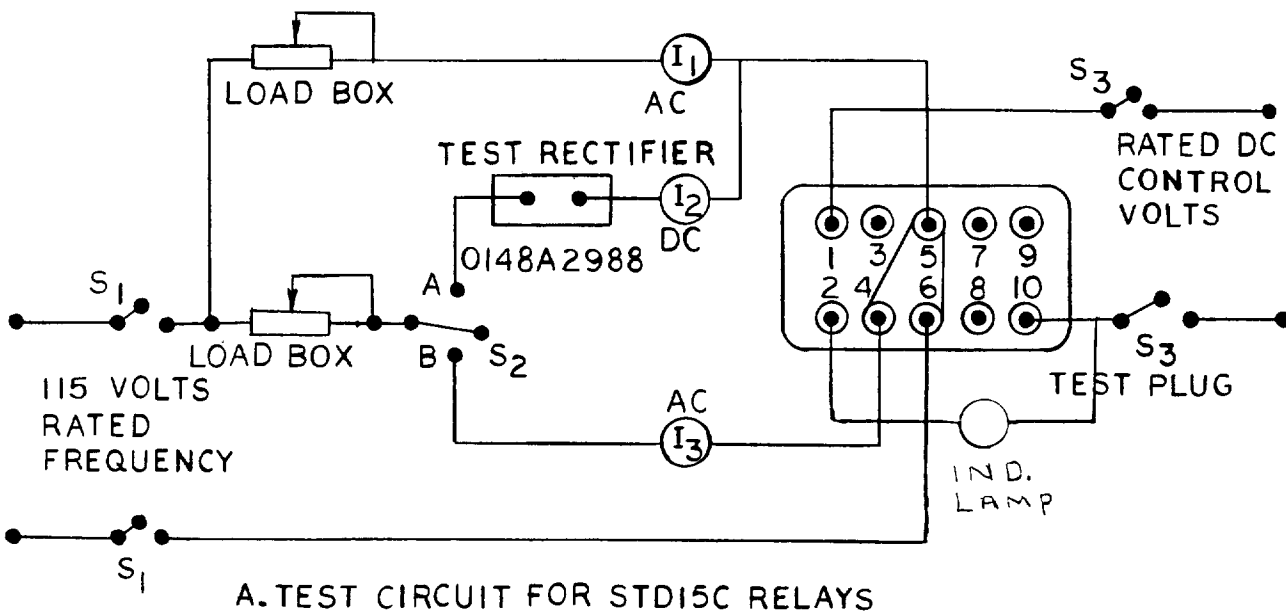 LOAD BOX
I1
AC
S3
RATED DC
CONTROL
VOLTS
TEST RECTIFIER
I2
DC
0148A2988
1 3 5 7 9
2 4 6 8 10
S1
A
LOAD BOX
B
S2
S3
TEST PLUG
115 VOLTS
RATED
FREQUENCY
AC
I3
IND.
LAMP
S1
A. TEST CIRCUIT FOR STD15C RELAYS